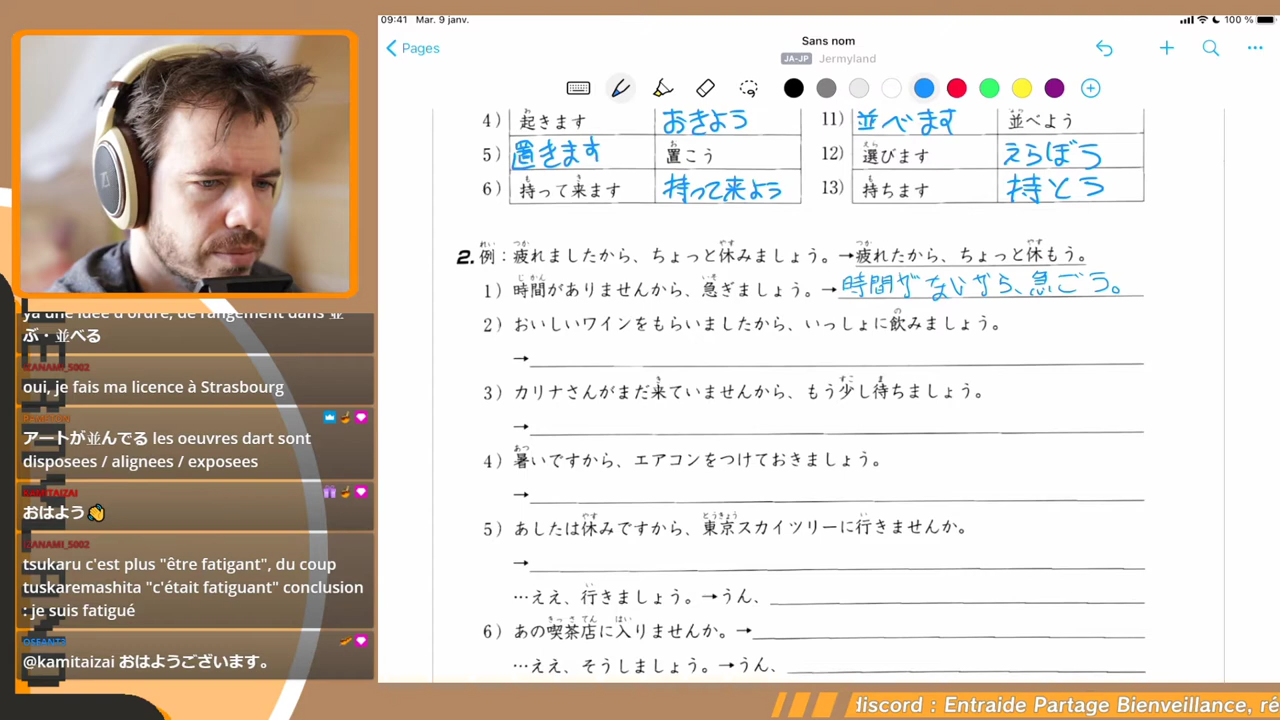 09:41 Mar. 9 janv.
100 %
Pages
Sans nom
JA-JP Jermyland
4) 起きます おきよう
5) 置きます 置こう
6) 持って来ます 持って来よう
11) 並べます 並べよう
12) 選びます えらぼう
13) 持ちます 持とう
2. 例：疲れましたから、ちょっと休みましょう。→疲れたから、ちょっと休もう。
1) 時間がありませんから、急ぎましょう。→時間がないから、急ごう。
2) おいしいワインをもらいましたから、いっしょに飲みましょう。
→
3) カリナさんがまだ来ていませんから、もう少し待ちましょう。
→
4) 暑いですから、エアコンをつけておきましょう。
→
5) あしたは休みですから、東京スカイツリーに行きませんか。
→
…ええ、行きましょう。→うん、
6) あの喫茶店に入りませんか。→
…ええ、そうしましょう。→うん、
ya une idée d'ordre, de rangement dans 並
ぶ・並べる
IZANAMI_5002
oui, je fais ma licence à Strasbourg
アートが並んでる les oeuvres dart sont
disposees / alignees / exposees
KAMITAIZAI
おはよう
IZANAMI_5002
tsukaru c'est plus "être fatigant", du coup
tuskaremashita "c'était fatiguant" conclusion
: je suis fatigué
@kamitaizai おはようございます。
discord : Entraide Partage Bienveillance, ré